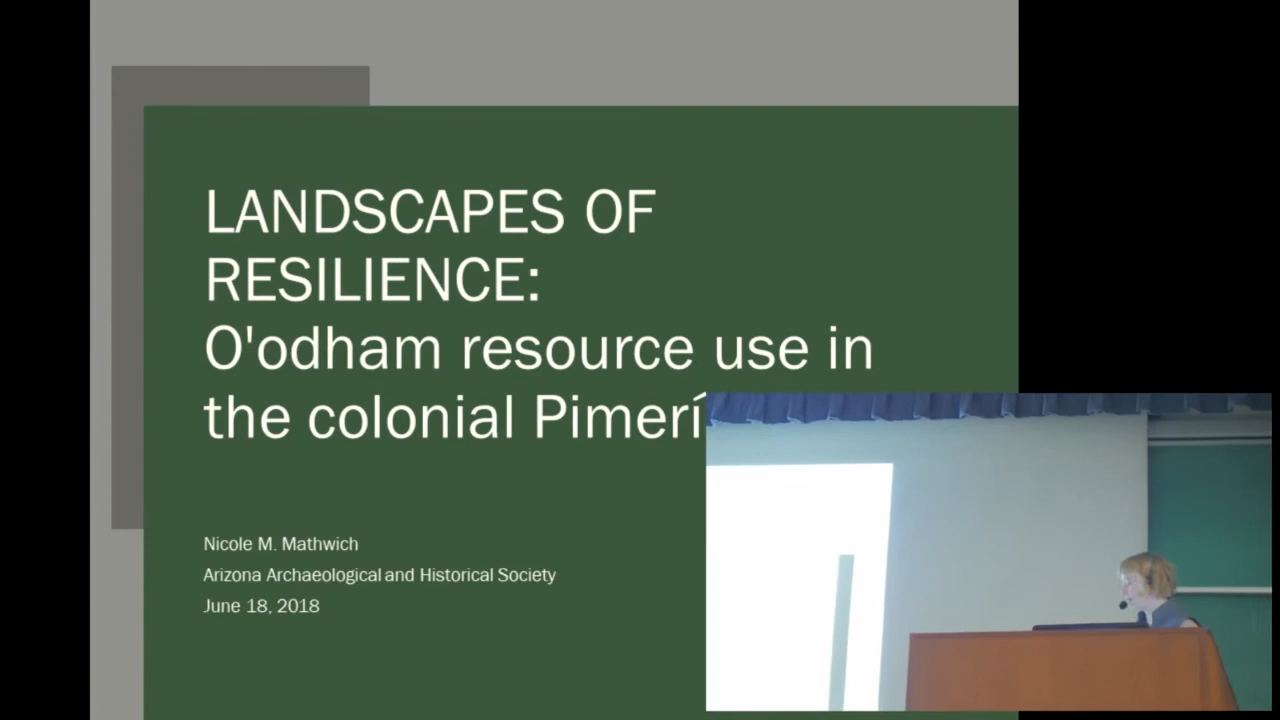 LANDSCAPES OF
RESILIENCE:
O'odham resource use in
the colonial Pimerí
Nicole M. Mathwich
Arizona Archaeological and Historical Society
June 18, 2018